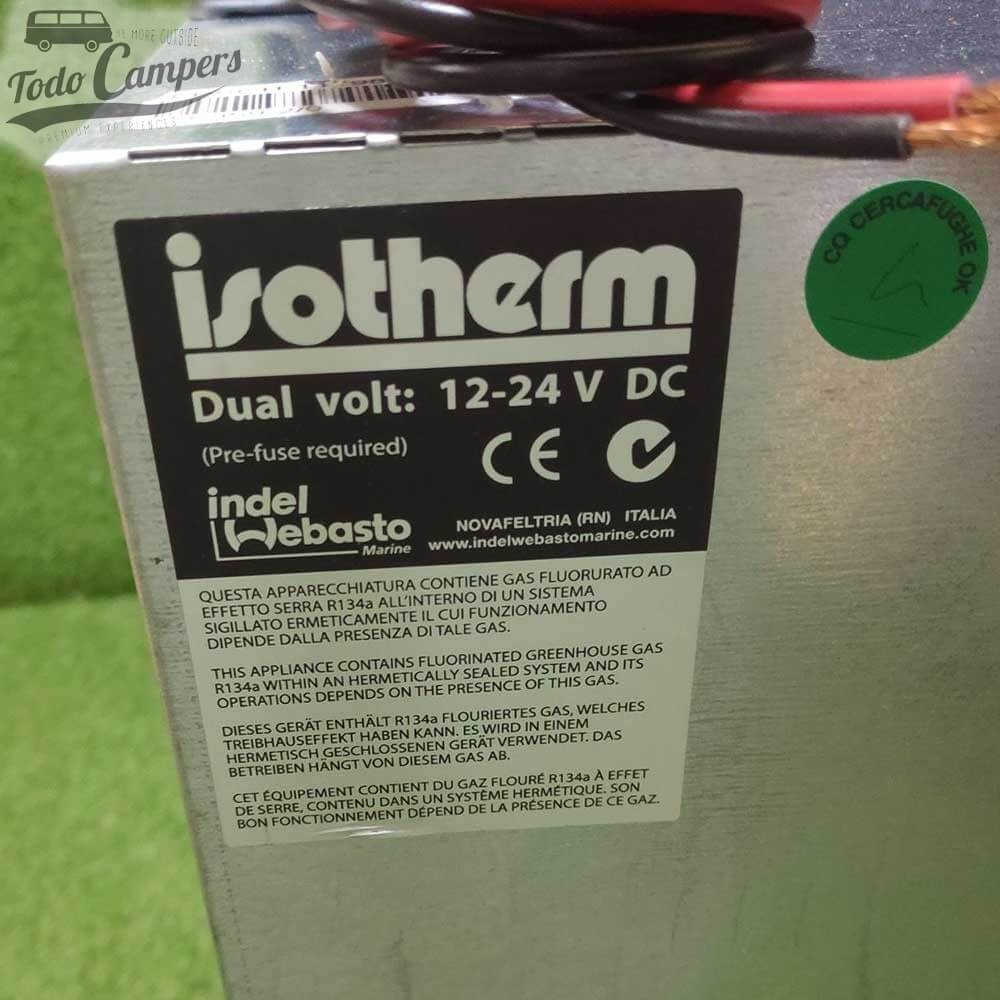 MORE OUTSIDE
Todo Campers
PREMIUM EXPERIENCES
CQ CERCAFUGHE OK
isotherm
Dual volt: 12-24 V DC
(Pre-fuse required)
CE
indel
Webasto
Marine
NOVAFELTRIA (RN) ITALIA
www.indelwebastomarine.com
QUESTA APPARECCHIATURA CONTIENE GAS FLUORURATO AD
EFFETTO SERRA R134a ALL'INTERNO DI UN SISTEMA
SIGILLATO ERMETICAMENTE IL CUI FUNZIONAMENTO
DIPENDE DALLA PRESENZA DI TALE GAS.
THIS APPLIANCE CONTAINS FLUORINATED GREENHOUSE GAS
R134a WITHIN AN HERMETICALLY SEALED SYSTEM AND ITS
OPERATIONS DEPENDS ON THE PRESENCE OF THIS GAS.
DIESES GERÄT ENTHÄLT R134a FLOURIERTES GAS, WELCHES
TREIBHAUSEFFEKT HABEN KANN. ES WIRD IN EINEM
HERMETISCH GESCHLOSSENEN GERÄT VERWENDET. DAS
BETREIBEN HÄNGT VON DIESEM GAS AB.
CET ÉQUIPEMENT CONTIENT DU GAZ FLOURÉ R134a À EFFET
DE SERRE, CONTENU DANS UN SYSTÈME HERMÉTIQUE. SON
BON FONCTIONNEMENT DÉPEND DE LA PRÉSENCE DE CE GAZ.